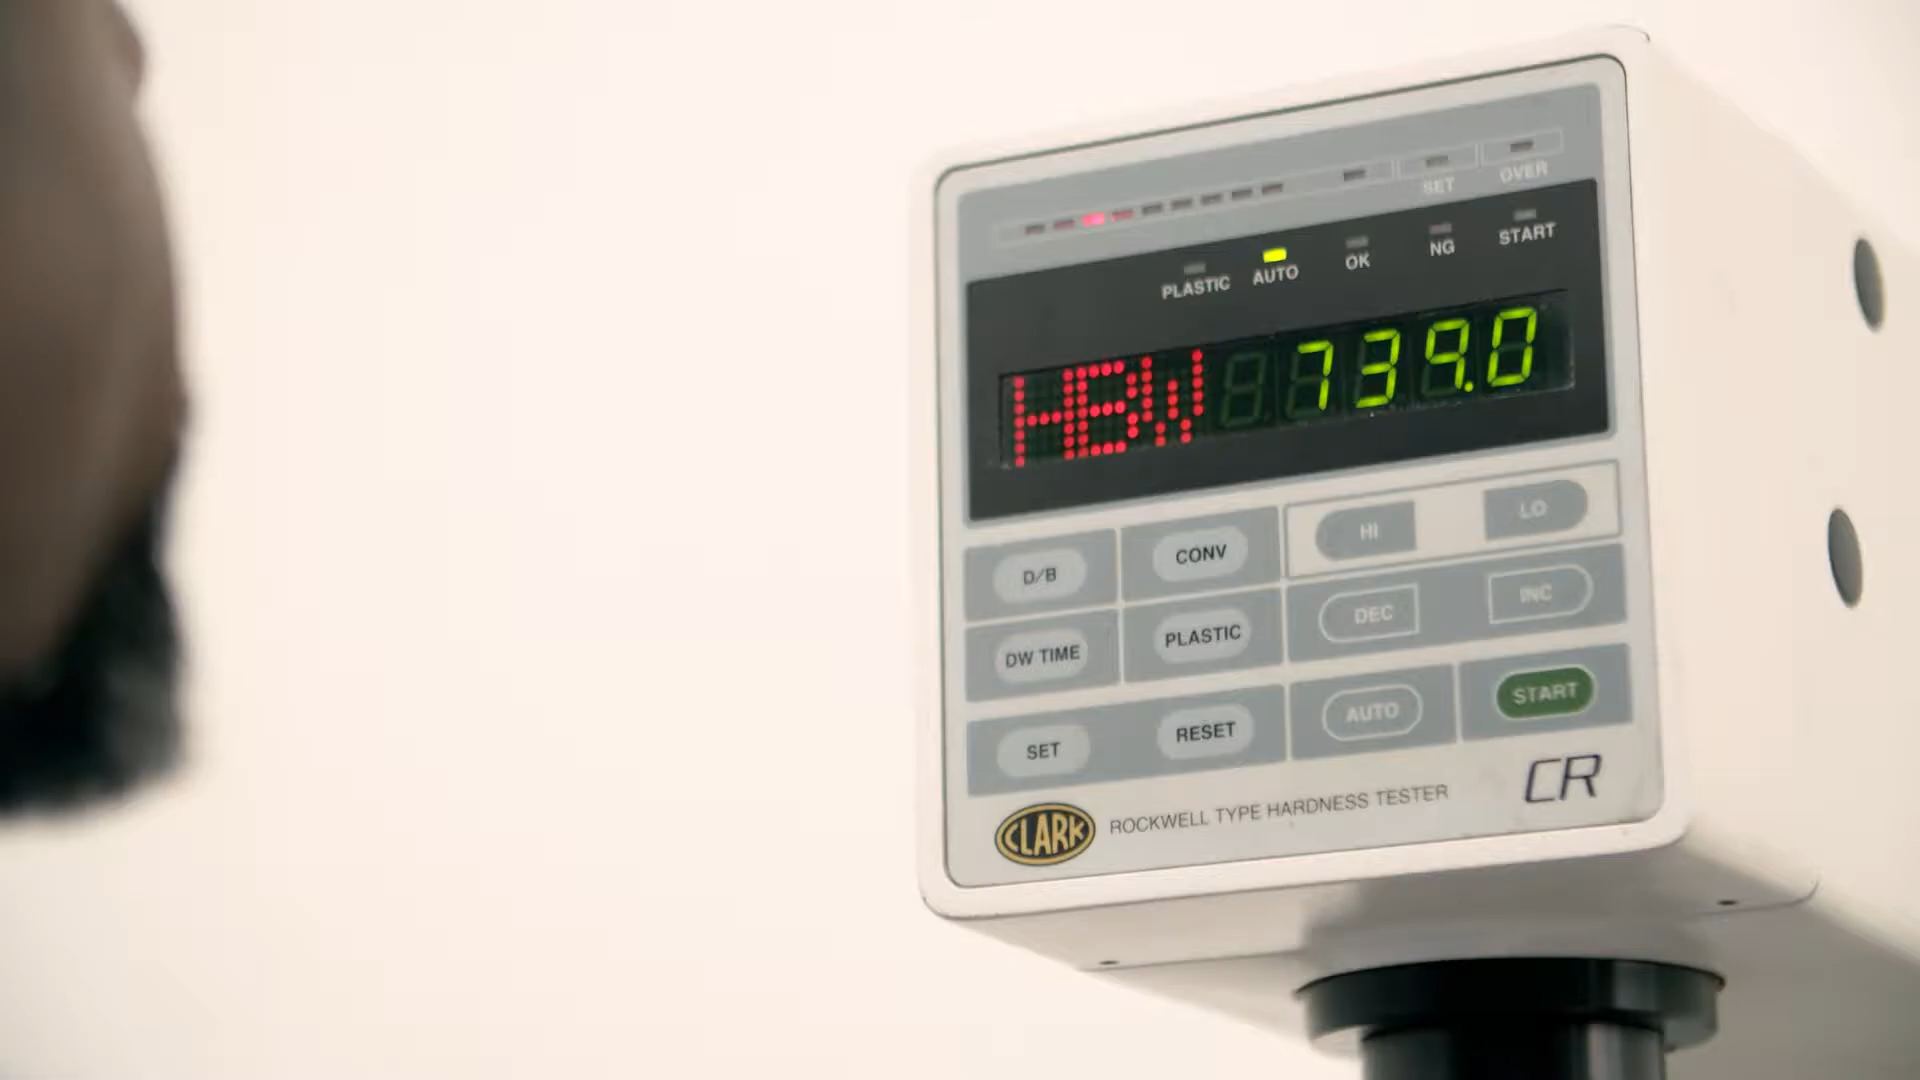 SET OVER
PLASTIC AUTO OK NG START
HBW 739.0
D/B CONV HI LO
DW TIME PLASTIC DEC INC
SET RESET AUTO START
CLARK ROCKWELL TYPE HARDNESS TESTER CR